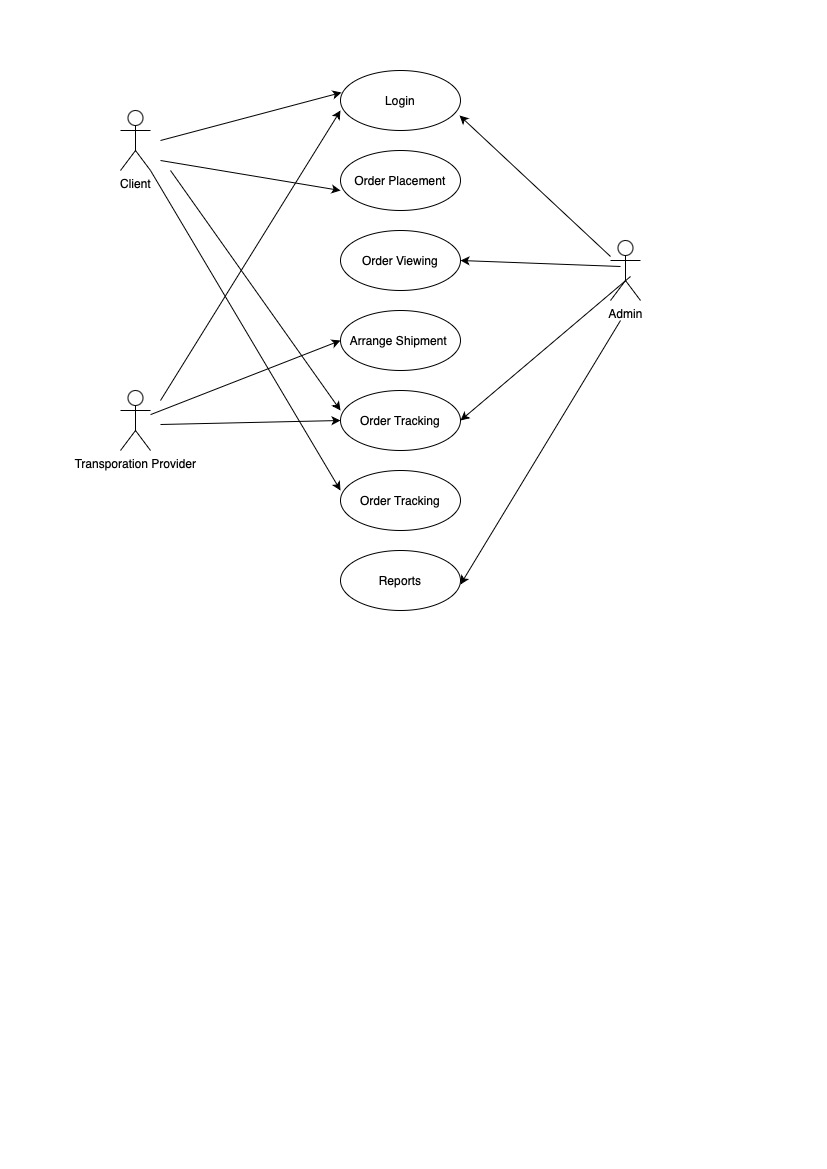 Login
Client
Order Placement
Order Viewing
Admin
Arrange Shipment
Order Tracking
Transporation Provider
Order Tracking
Reports